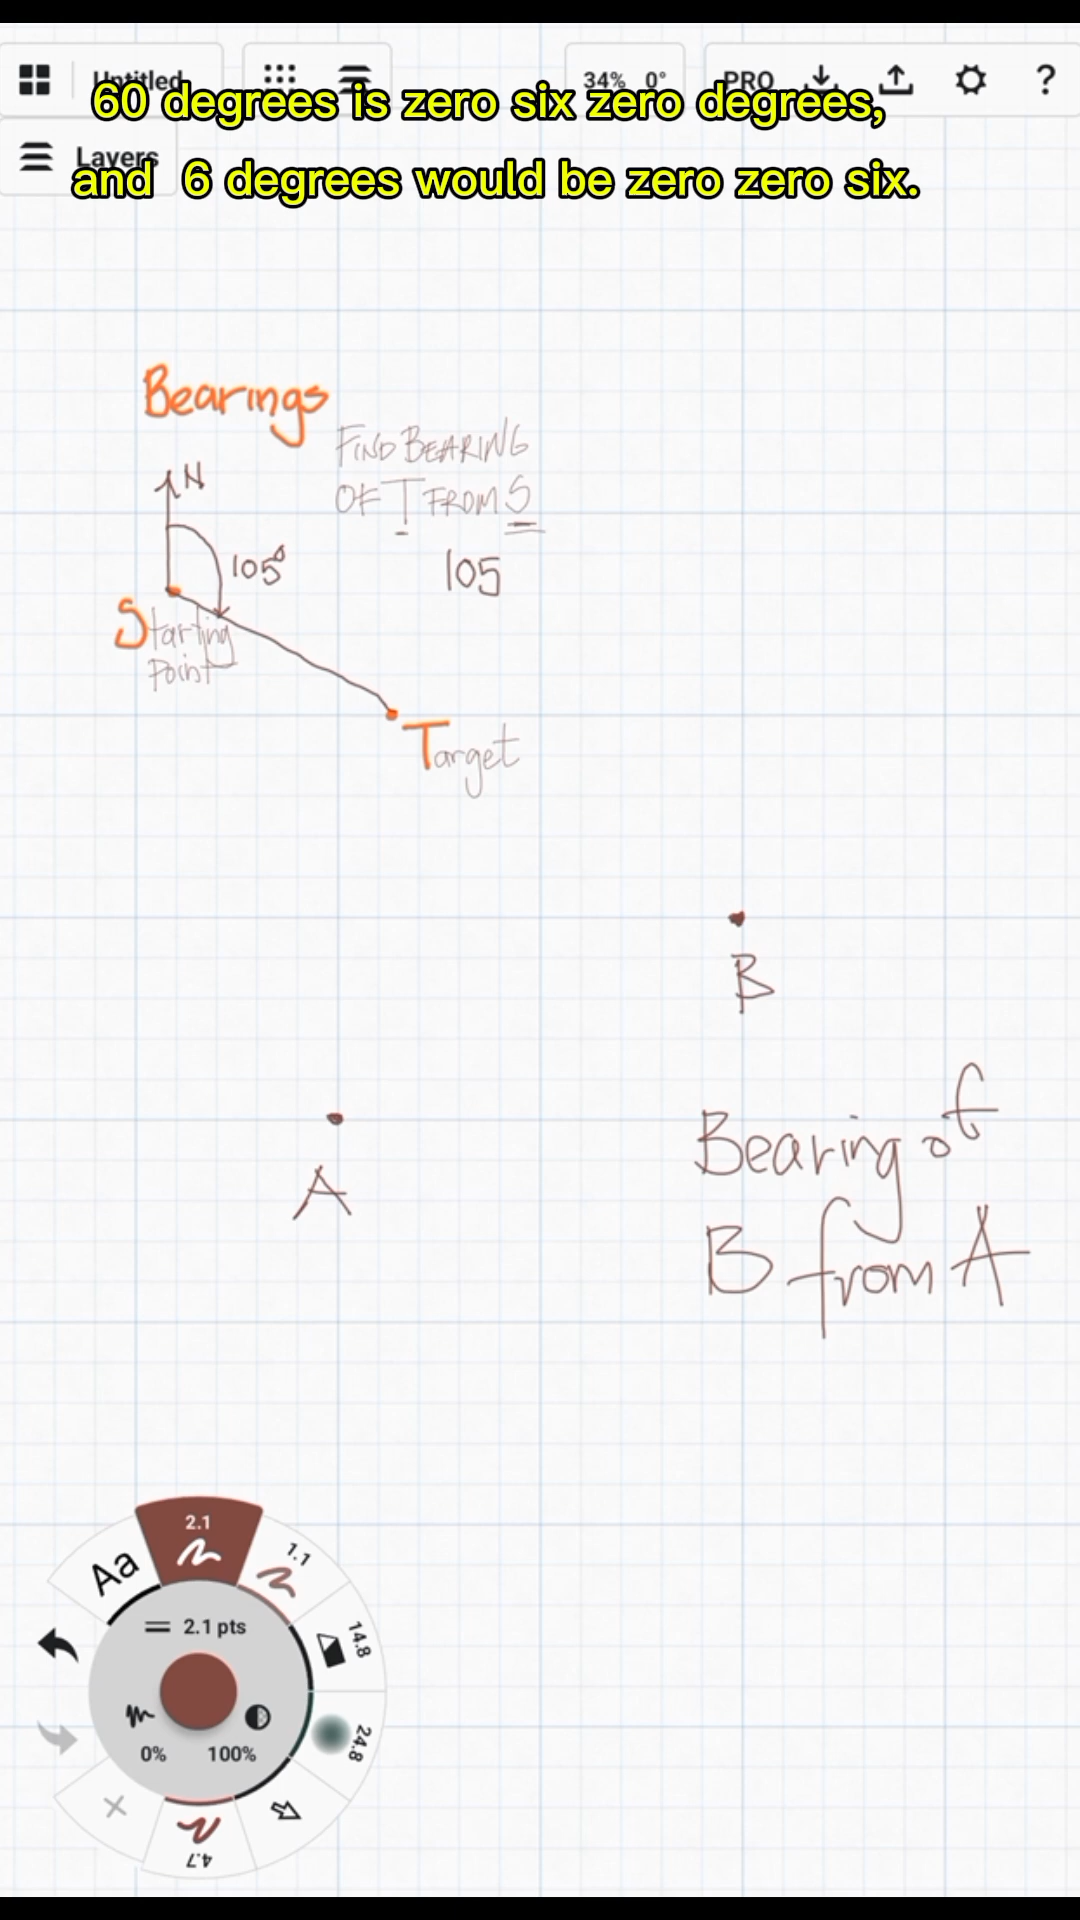 Untitled
34% 0°
PRO
?
60 degrees is zero six zero degrees,
Layers
and 6 degrees would be zero zero six.
Bearings
N
FIND BEARING
OF T FROM S
105°
105
Starting
Point
Target
B
A
Bearing of
B from A
2.1
Aa
1.1
2.1 pts
14.8
0% 100%
24.8
4.7